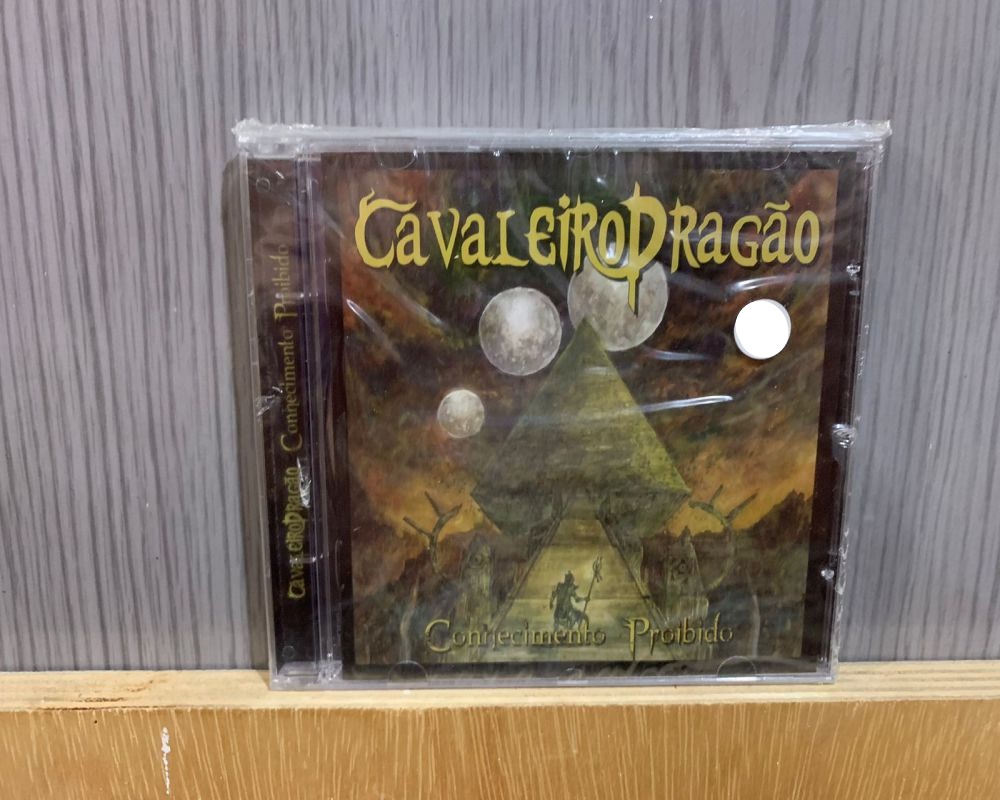 CavaleiroDragão
Conhecimento Proibido
CavaleiroDragão - Conhecimento Proibido